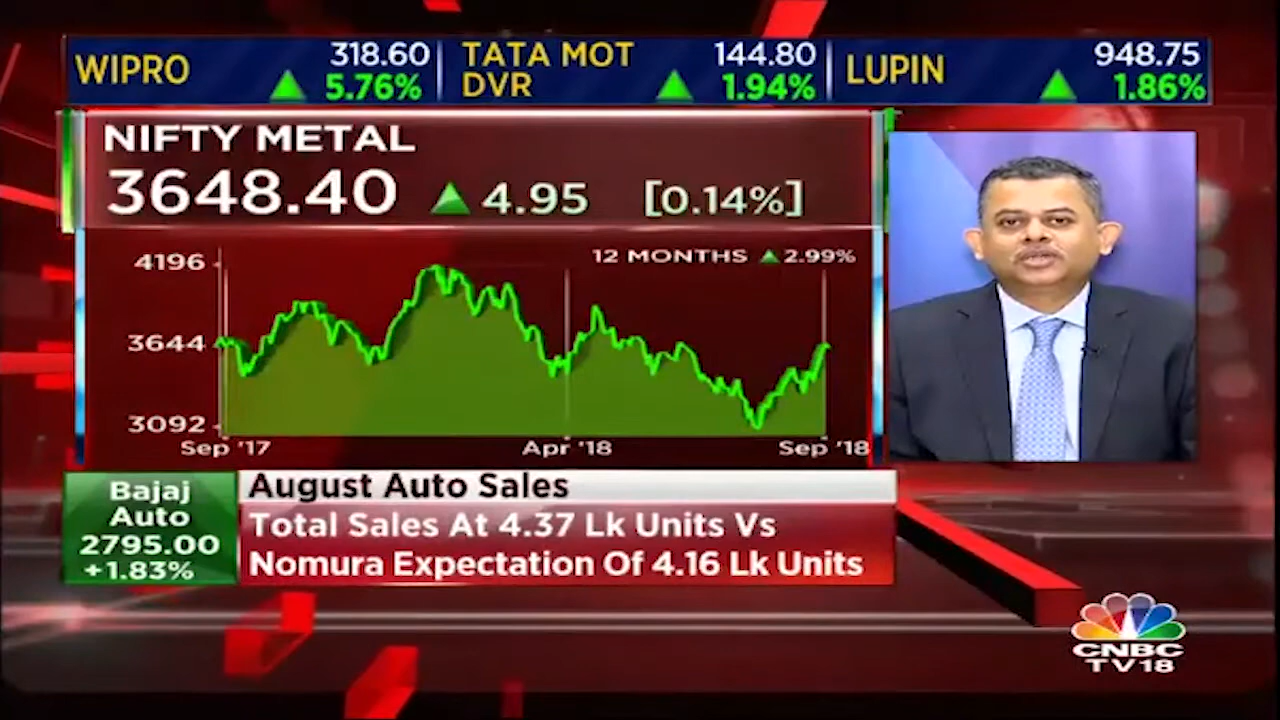 WIPRO 318.60 ▲ 5.76%
TATA MOT DVR 144.80 ▲ 1.94%
LUPIN 948.75 ▲ 1.86%
NIFTY METAL
3648.40 ▲ 4.95 [0.14%]
12 MONTHS ▲ 2.99%
4196
3644
3092
Sep '17 Apr '18 Sep '18
Bajaj
Auto
2795.00
+1.83%
August Auto Sales
Total Sales At 4.37 Lk Units Vs
Nomura Expectation Of 4.16 Lk Units
CNBC
TV18